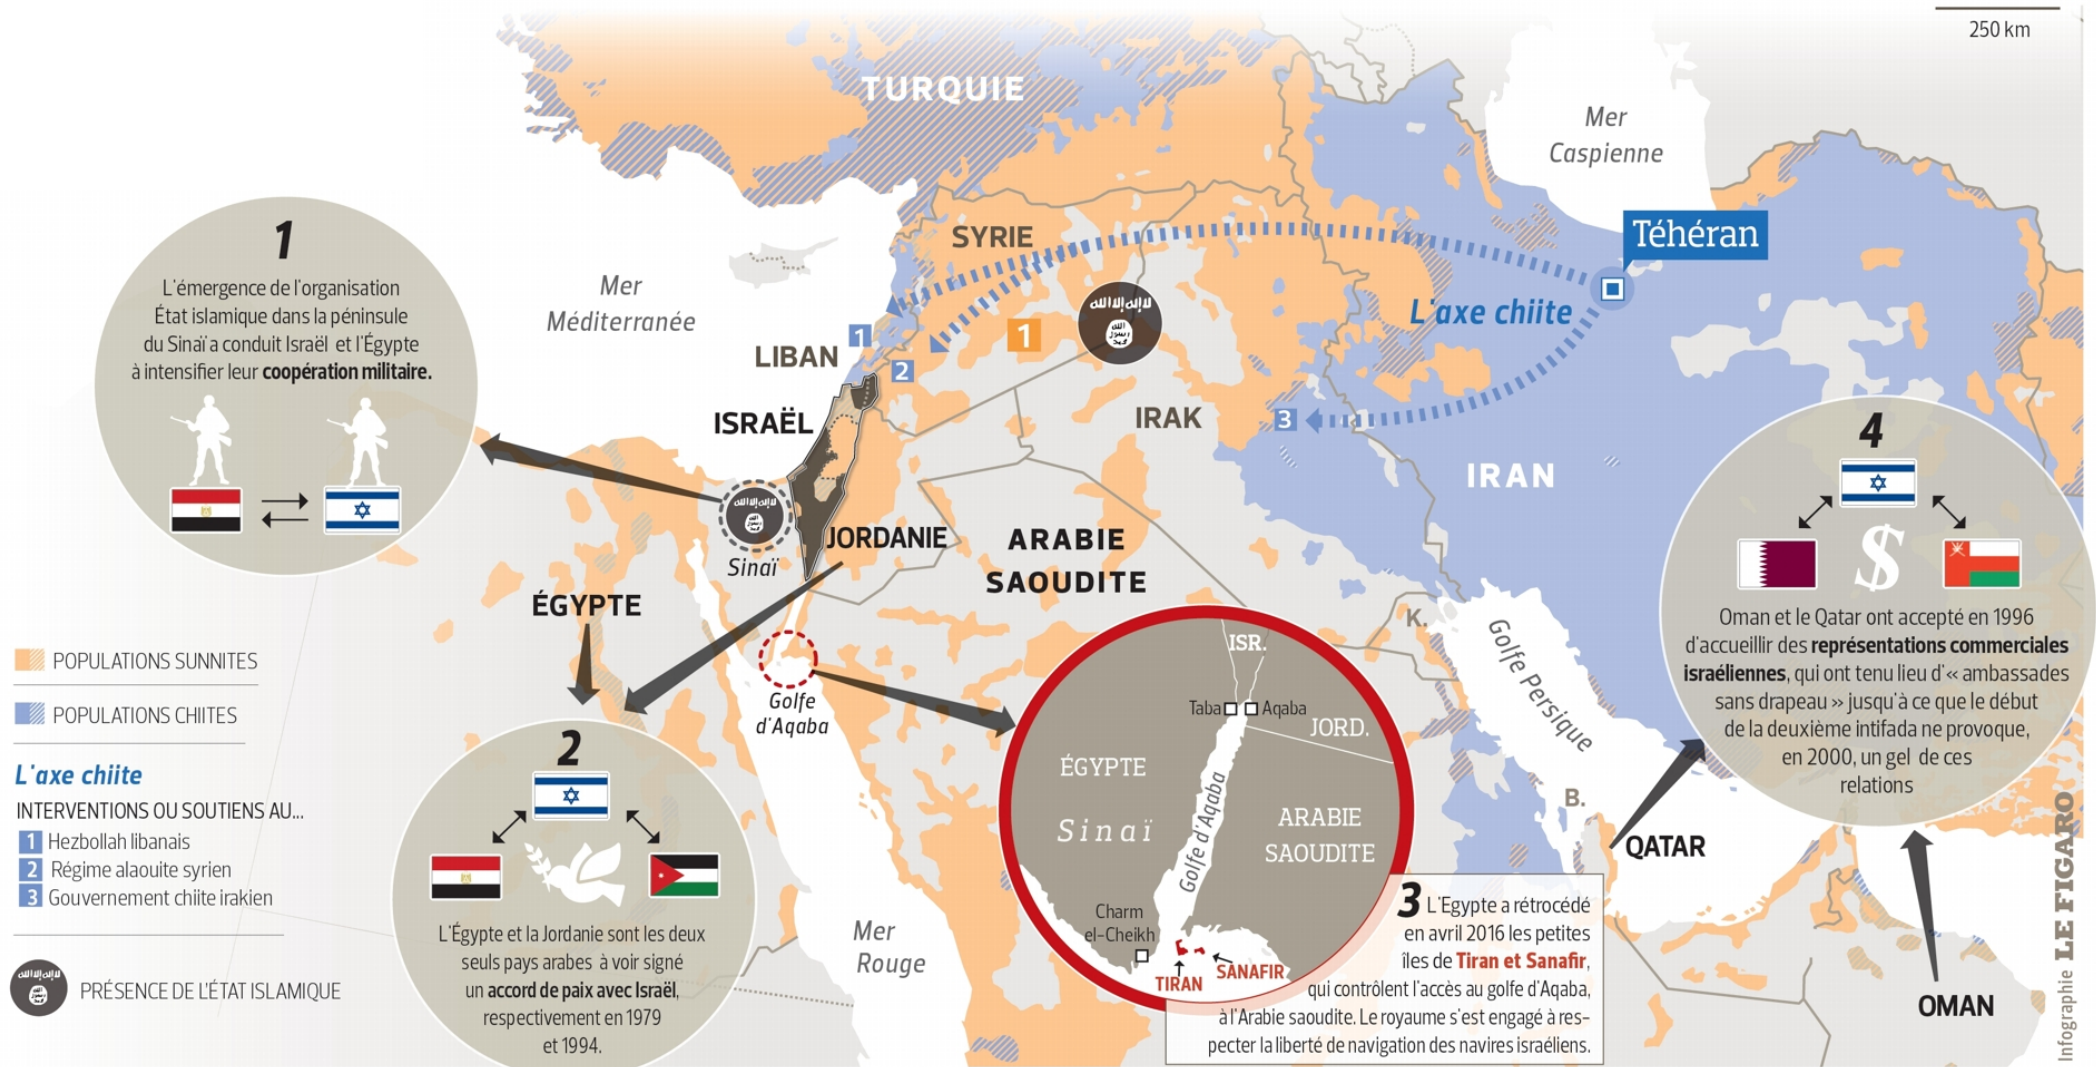 250 km
TURQUIE
Mer
Caspienne
Téhéran
SYRIE
L'axe chiite
Mer
Méditerranée
1
LIBAN
2
1
ISRAËL
IRAK
3
IRAN
JORDANIE
Sinaï
ARABIE
SAOUDITE
ÉGYPTE
K.
Golfe Persique
Golfe
d'Aqaba
B.
QATAR
Mer
Rouge
OMAN
1
L'émergence de l'organisation
État islamique dans la péninsule
du Sinaï a conduit Israël et l'Égypte
à intensifier leur coopération militaire.
POPULATIONS SUNNITES
POPULATIONS CHIITES
L'axe chiite
INTERVENTIONS OU SOUTIENS AU...
1 Hezbollah libanais
2 Régime alaouite syrien
3 Gouvernement chiite irakien
PRÉSENCE DE L'ÉTAT ISLAMIQUE
2
L'Égypte et la Jordanie sont les deux
seuls pays arabes à voir signé
un accord de paix avec Israël,
respectivement en 1979
et 1994.
ISR.
Taba
Aqaba
JORD.
ÉGYPTE
Sinaï
Golfe d'Aqaba
ARABIE
SAOUDITE
Charm
el-Cheikh
TIRAN
SANAFIR
3 L'Egypte a rétrocédé
en avril 2016 les petites
îles de Tiran et Sanafir,
qui contrôlent l'accès au golfe d'Aqaba,
à l'Arabie saoudite. Le royaume s'est engagé à res-
pecter la liberté de navigation des navires israéliens.
4
$
Oman et le Qatar ont accepté en 1996
d'accueillir des représentations commerciales
israéliennes, qui ont tenu lieu d'« ambassades
sans drapeau » jusqu'à ce que le début
de la deuxième intifada ne provoque,
en 2000, un gel de ces
relations
Infographie LE FIGARO